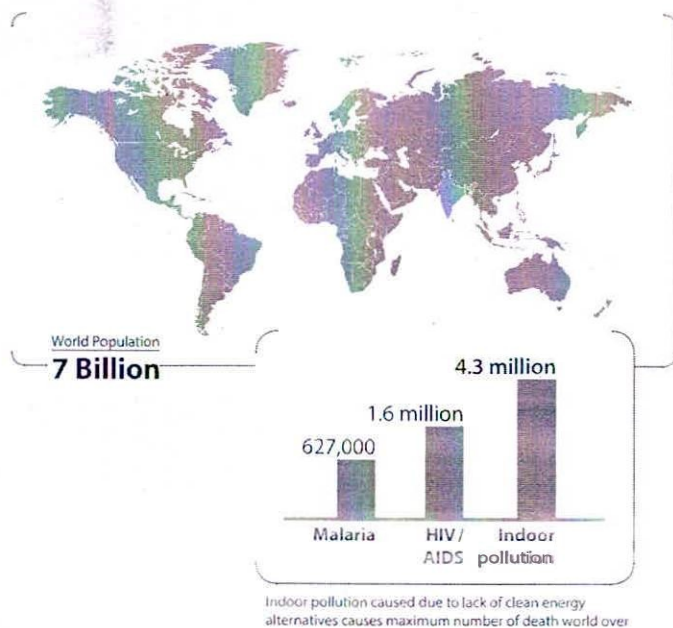 World Population
7 Billion
4.3 million
1.6 million
627,000
Malaria
HIV/
AIDS
Indoor
pollution
Indoor pollution caused due to lack of clean energy
alternatives causes maximum number of death world over